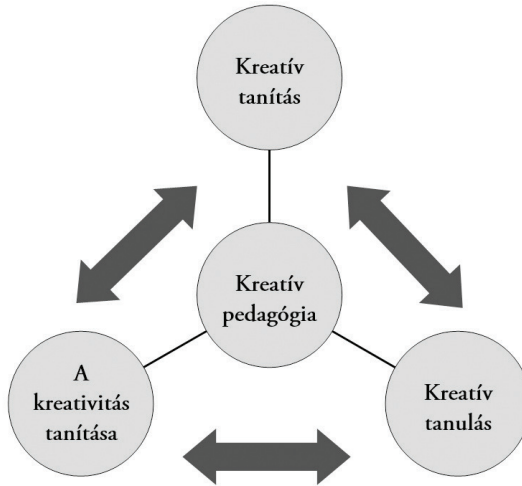 Kreatív
tanítás
Kreatív
pedagógia
A
kreativitás
tanítása
Kreatív
tanulás